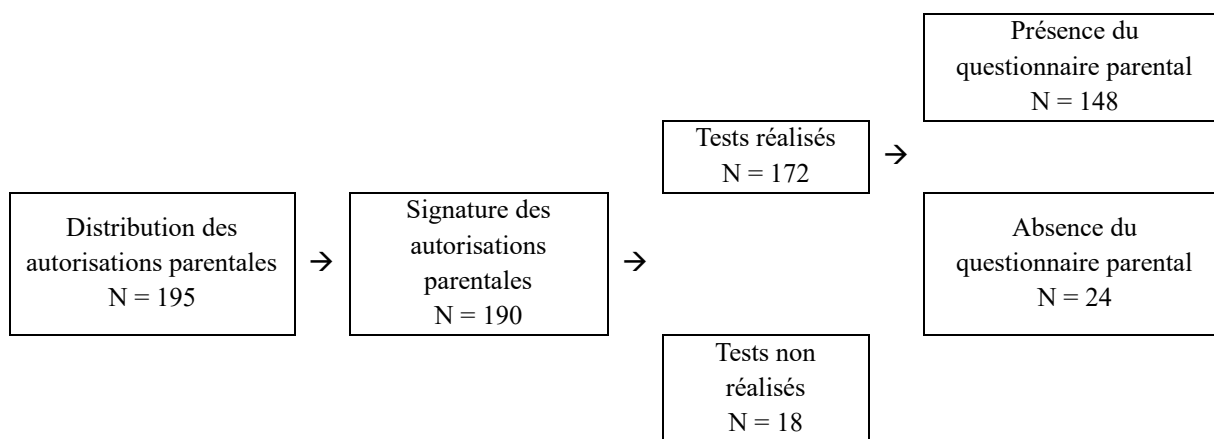 Distribution des
autorisations parentales
N = 195
→
Signature des
autorisations
parentales
N = 190
→
Tests réalisés
N = 172
→
Présence du
questionnaire parental
N = 148
Absence du
questionnaire parental
N = 24
Tests non
réalisés
N = 18